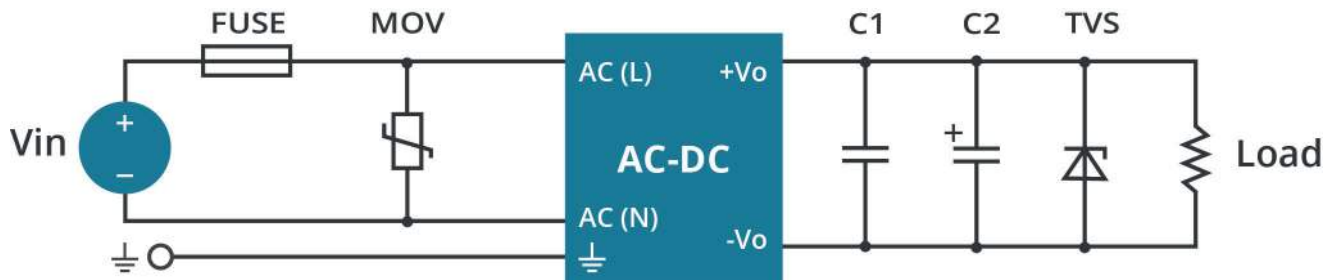 FUSE
MOV
C1
C2
TVS
AC (L)
+Vo
+
Vin
–
AC-DC
+
Load
AC (N)
-Vo